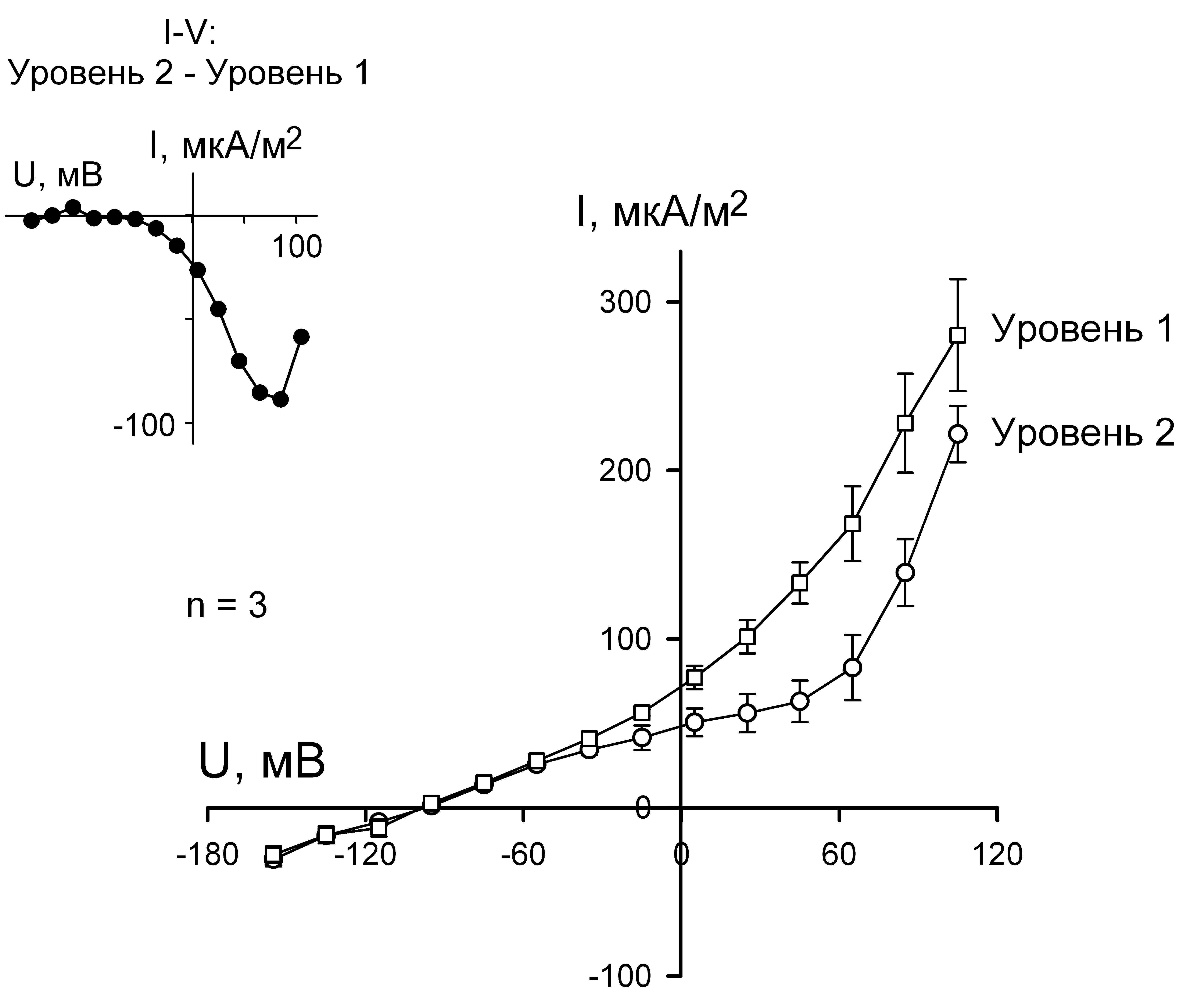 I-V:
Уровень 2 - Уровень 1
I, мкА/м2
U, мВ
100
-100
I, мкА/м2
300
Уровень 1
Уровень 2
200
n = 3
100
U, мВ
0
-180
-120
-60
0
60
120
-100